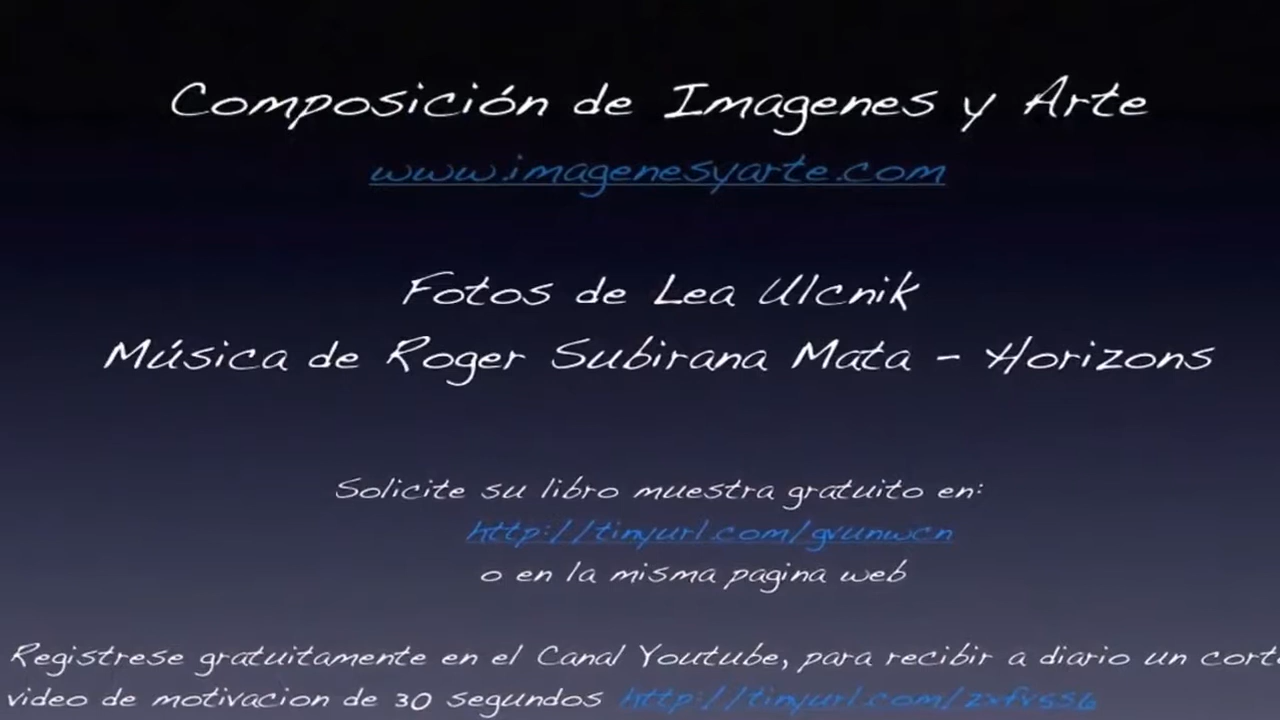 Composición de Imagenes y Arte
www.imagenesyarte.com
Fotos de Lea Ulcnik
Música de Roger Subirana Mata - Horizons
Solicite su libro muestra gratuito en:
http://tinyurl.com/gvunwcn
o en la misma pagina web
Registrese gratuitamente en el Canal Youtube, para recibir a diario un
video de motivacion de 30 segundos